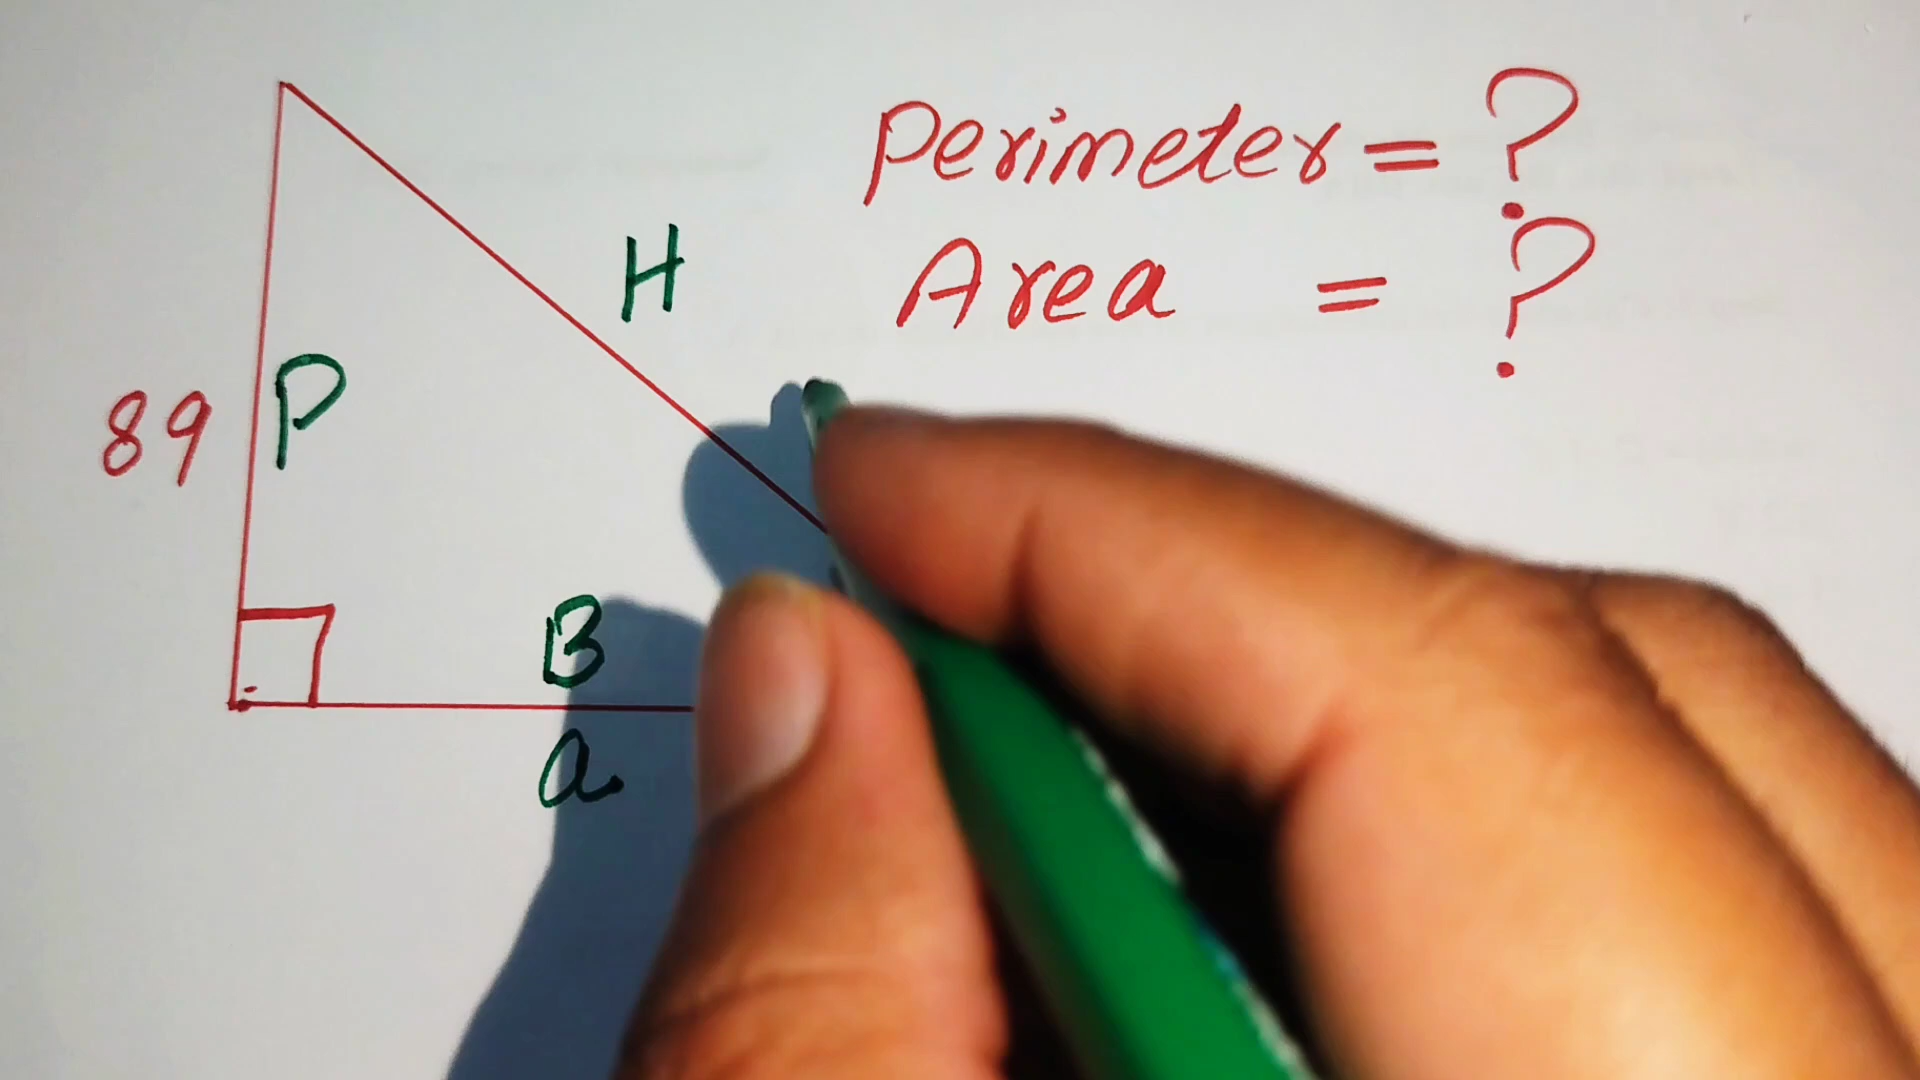 Perimeter = ?
Area = ?
H
89
P
B
a